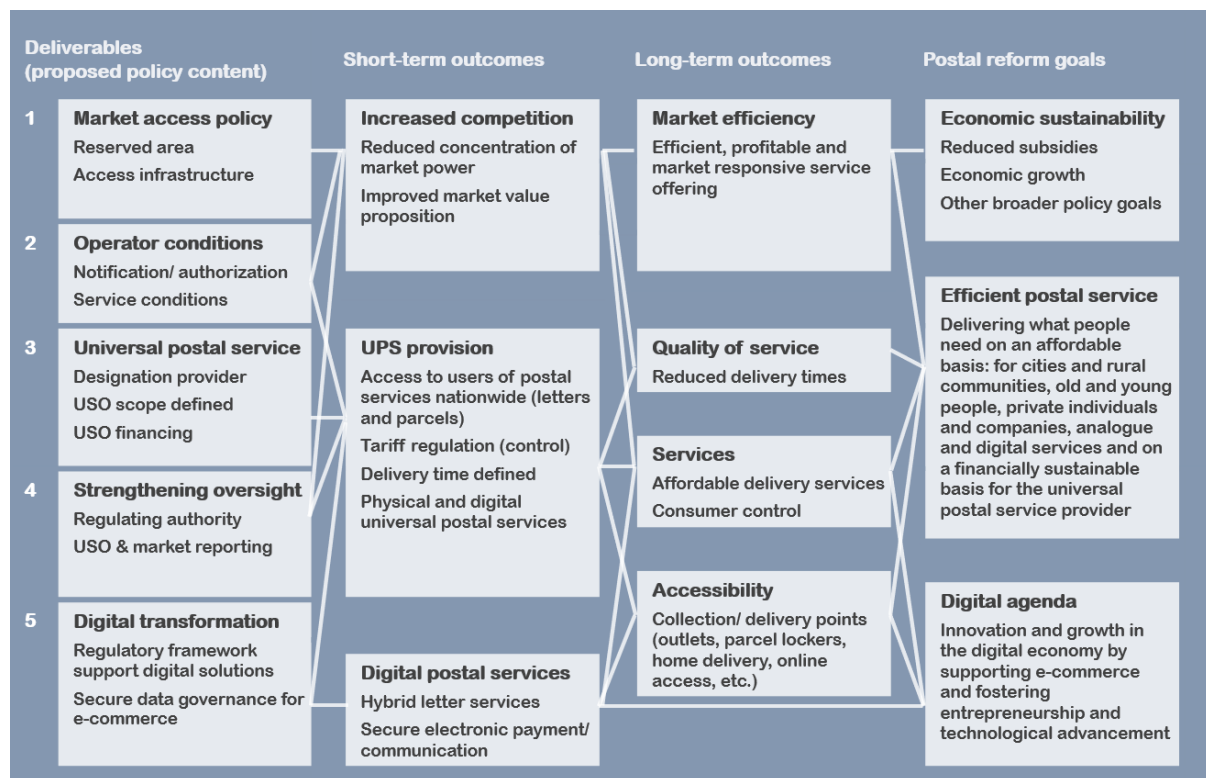 Deliverables
(proposed policy content)
Short-term outcomes
Long-term outcomes
Postal reform goals
1
Market access policy
Reserved area
Access infrastructure
2
Operator conditions
Notification/ authorization
Service conditions
3
Universal postal service
Designation provider
USO scope defined
USO financing
4
Strengthening oversight
Regulating authority
USO & market reporting
5
Digital transformation
Regulatory framework
support digital solutions
Secure data governance for
e-commerce
Increased competition
Reduced concentration of
market power
Improved market value
proposition
UPS provision
Access to users of postal
services nationwide (letters
and parcels)
Tariff regulation (control)
Delivery time defined
Physical and digital
universal postal services
Digital postal services
Hybrid letter services
Secure electronic payment/
communication
Market efficiency
Efficient, profitable and
market responsive service
offering
Quality of service
Reduced delivery times
Services
Affordable delivery services
Consumer control
Accessibility
Collection/ delivery points
(outlets, parcel lockers,
home delivery, online
access, etc.)
Economic sustainability
Reduced subsidies
Economic growth
Other broader policy goals
Efficient postal service
Delivering what people
need on an affordable
basis: for cities and rural
communities, old and young
people, private individuals
and companies, analogue
and digital services and on
a financially sustainable
basis for the universal
postal service provider
Digital agenda
Innovation and growth in
the digital economy by
supporting e-commerce
and fostering
entrepreneurship and
technological advancement